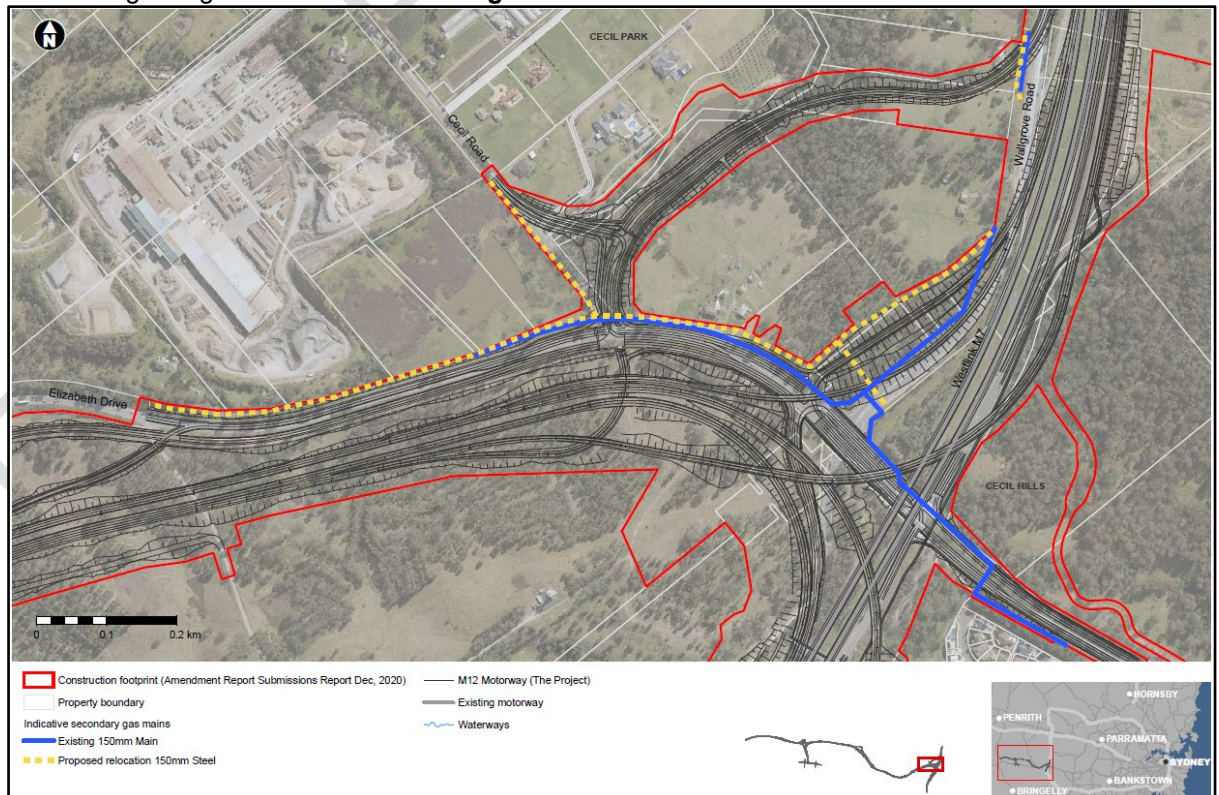 N
CECIL PARK
Cecil Road
Wallgrove Road
Westlink M7
Elizabeth Drive
CECIL HILLS
0 0.1 0.2 km
Construction footprint (Amendment Report Submissions Report Dec, 2020)
Property boundary
Indicative secondary gas mains
Existing 150mm Main
Proposed relocation 150mm Steel
M12 Motorway (The Project)
Existing motorway
Waterways
HORNSBY
PENRITH
PARRAMATTA
SYDNEY
BANKSTOWN
BRINGELLY